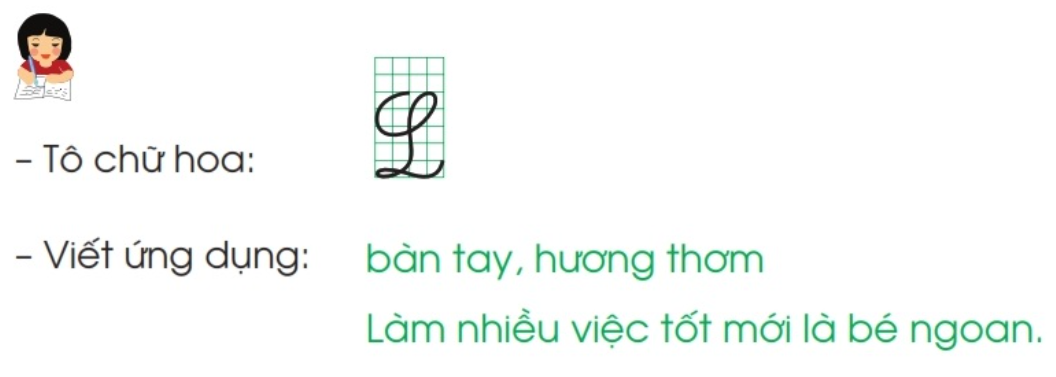 – Tô chữ hoa: L
– Viết ứng dụng: bàn tay, hương thơm
Làm nhiều việc tốt mới là bé ngoan.